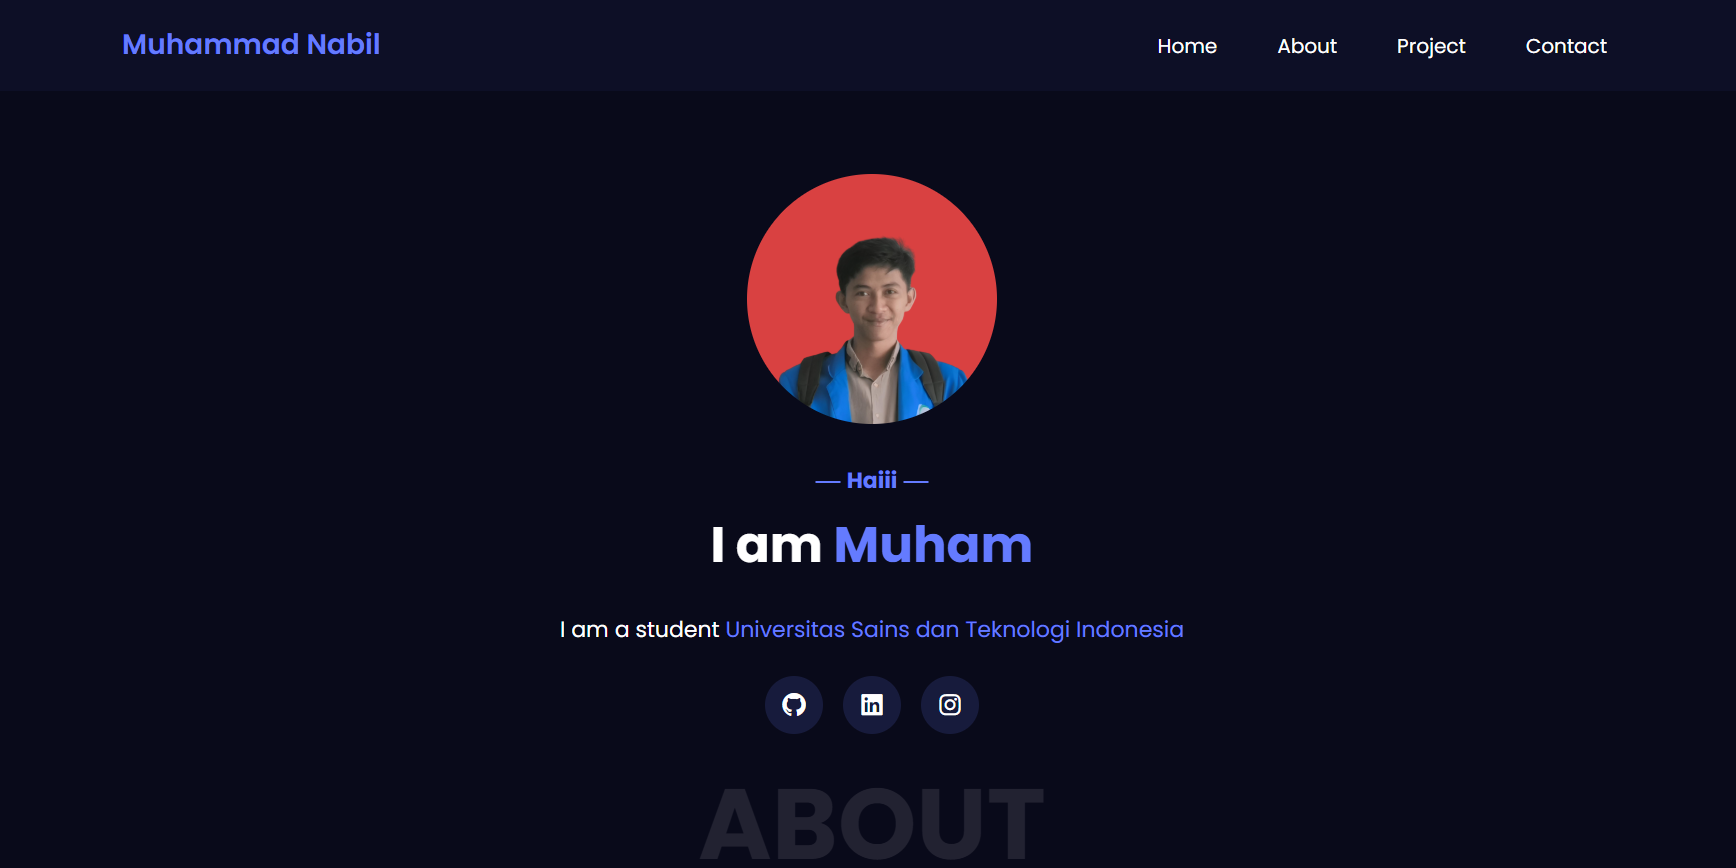 Muhammad Nabil
Home About Project Contact
— Haiii —
I am Muham
I am a student Universitas Sains dan Teknologi Indonesia
ABOUT